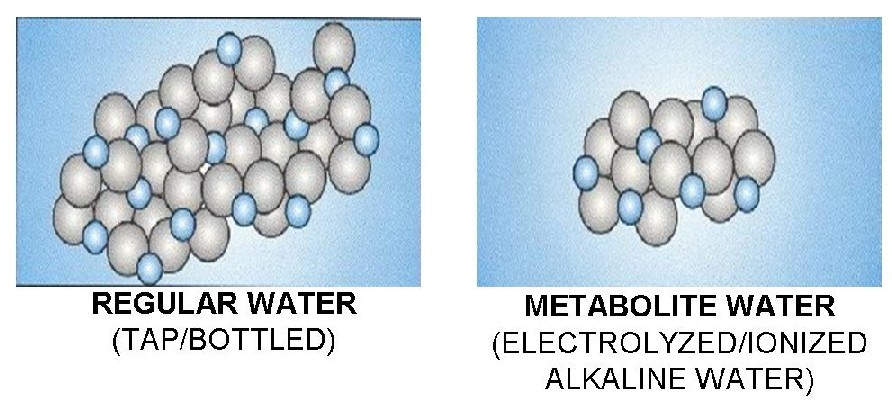 REGULAR WATER
(TAP/BOTTLED)
METABOLITE WATER
(ELECTROLYZED/IONIZED
ALKALINE WATER)